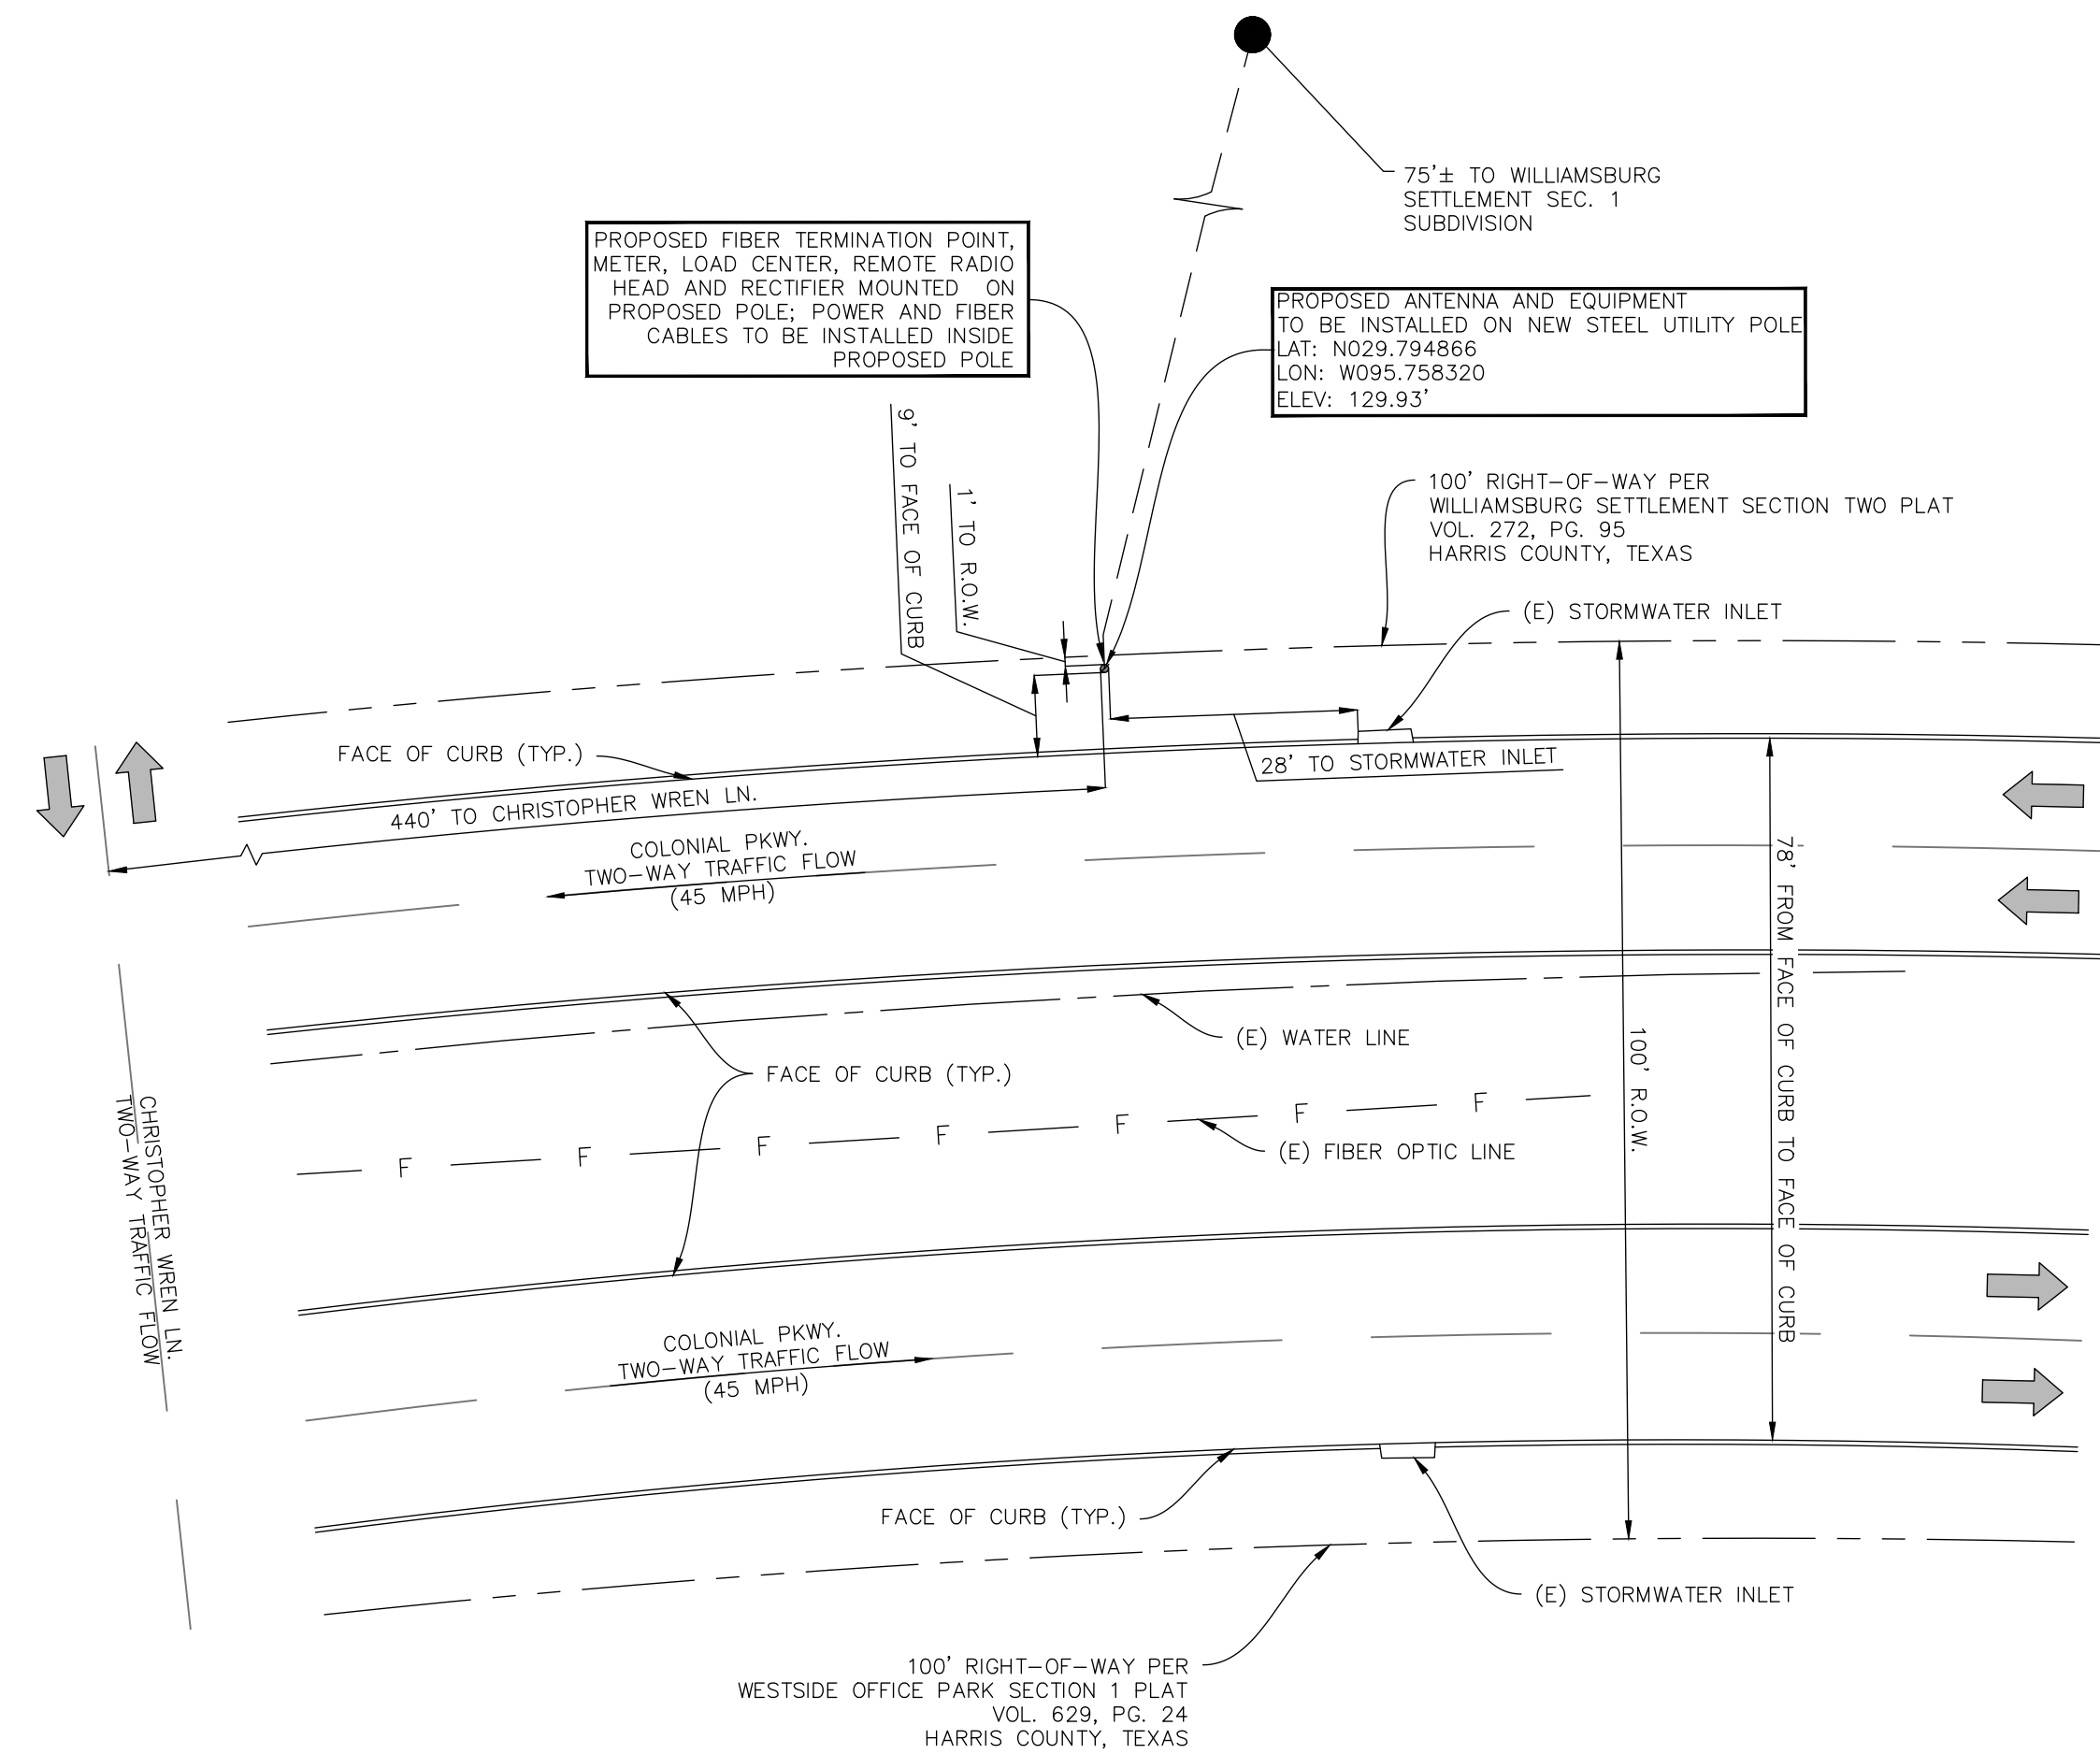 75'± TO WILLIAMSBURG
SETTLEMENT SEC. 1
SUBDIVISION
PROPOSED FIBER TERMINATION POINT,
METER, LOAD CENTER, REMOTE RADIO
HEAD AND RECTIFIER MOUNTED ON
PROPOSED POLE; POWER AND FIBER
CABLES TO BE INSTALLED INSIDE
PROPOSED POLE
PROPOSED ANTENNA AND EQUIPMENT
TO BE INSTALLED ON NEW STEEL UTILITY POLE
LAT: N029.794866
LON: W095.758320
ELEV: 129.93'
9' TO FACE OF CURB
1' TO R.O.W.
100' RIGHT-OF-WAY PER
WILLIAMSBURG SETTLEMENT SECTION TWO PLAT
VOL. 272, PG. 95
HARRIS COUNTY, TEXAS
(E) STORMWATER INLET
FACE OF CURB (TYP.)
28' TO STORMWATER INLET
440' TO CHRISTOPHER WREN LN.
COLONIAL PKWY.
TWO-WAY TRAFFIC FLOW
(45 MPH)
78' FROM FACE OF CURB TO FACE OF CURB
100' R.O.W.
(E) WATER LINE
FACE OF CURB (TYP.)
F F F F F F F
(E) FIBER OPTIC LINE
CHRISTOPHER WREN LN.
TWO-WAY TRAFFIC FLOW
COLONIAL PKWY.
TWO-WAY TRAFFIC FLOW
(45 MPH)
FACE OF CURB (TYP.)
(E) STORMWATER INLET
100' RIGHT-OF-WAY PER
WESTSIDE OFFICE PARK SECTION 1 PLAT
VOL. 629, PG. 24
HARRIS COUNTY, TEXAS